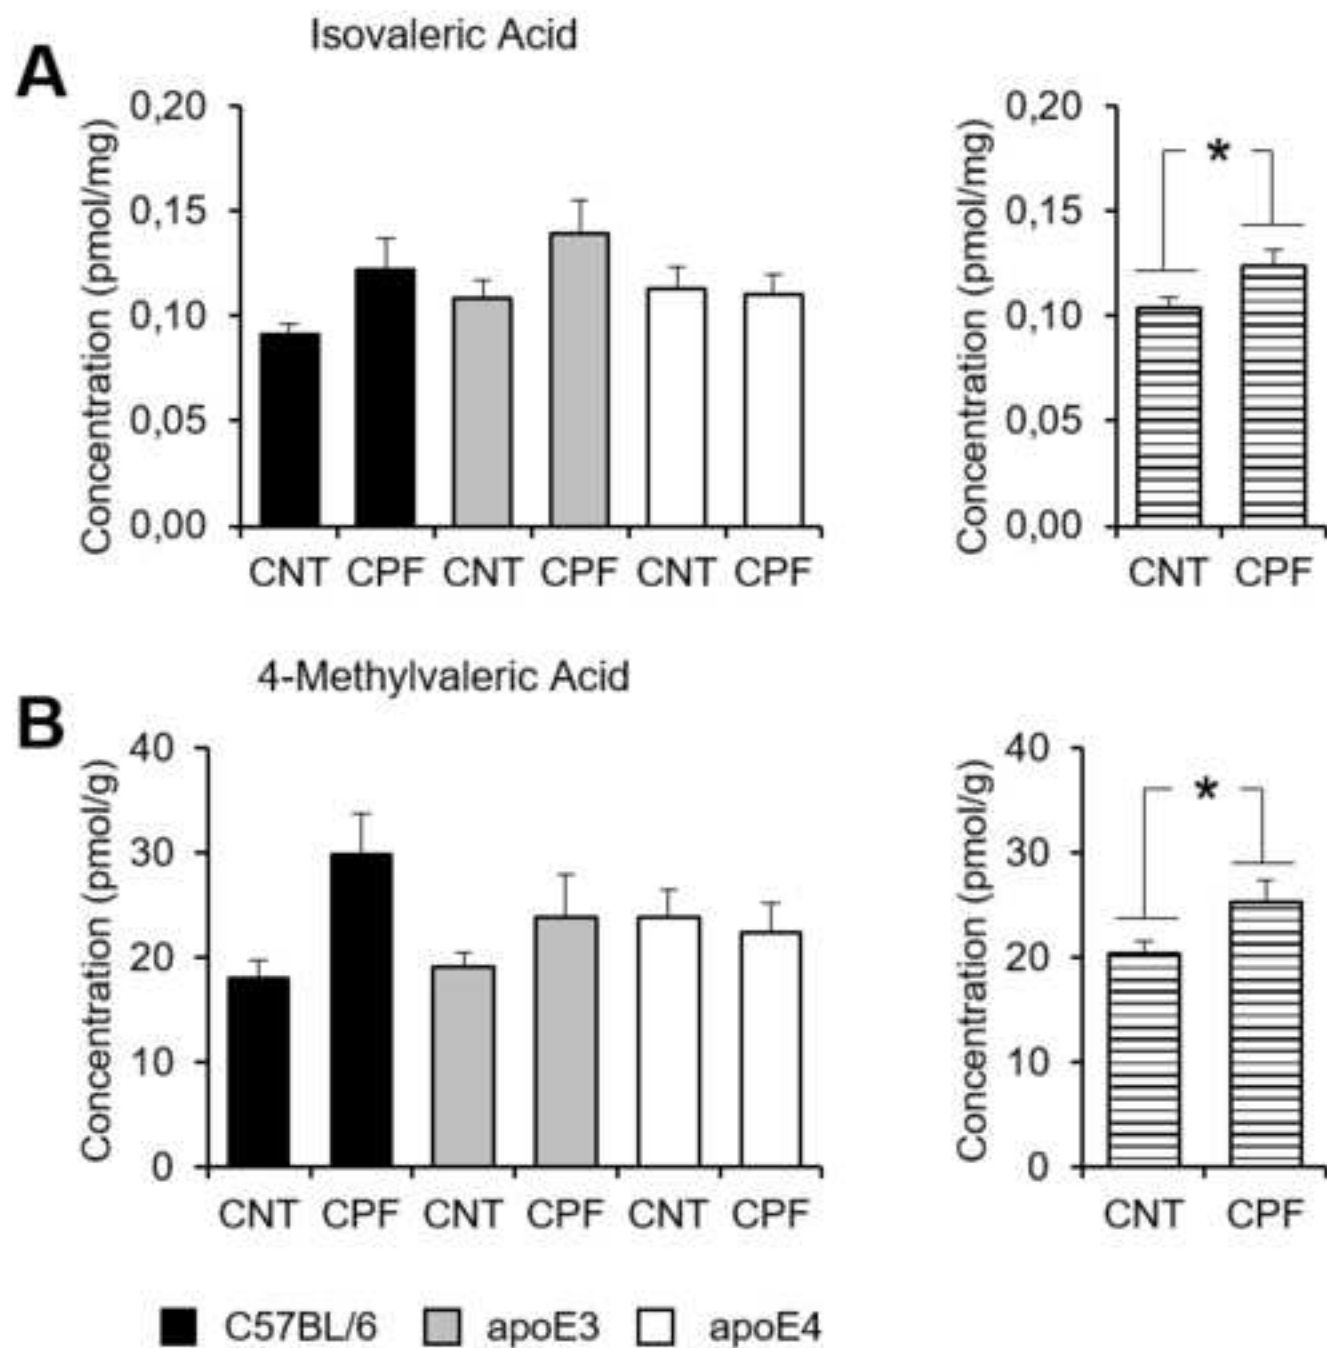 A
Isovaleric Acid
Concentration (pmol/mg)
0,20
0,15
0,10
0,05
0,00
CNT CPF CNT CPF CNT CPF
Concentration (pmol/mg)
0,20
0,15
0,10
0,05
0,00
*
CNT CPF
B
4-Methylvaleric Acid
Concentration (pmol/g)
40
30
20
10
0
CNT CPF CNT CPF CNT CPF
Concentration (pmol/g)
40
30
20
10
0
*
CNT CPF
C57BL/6 apoE3 apoE4